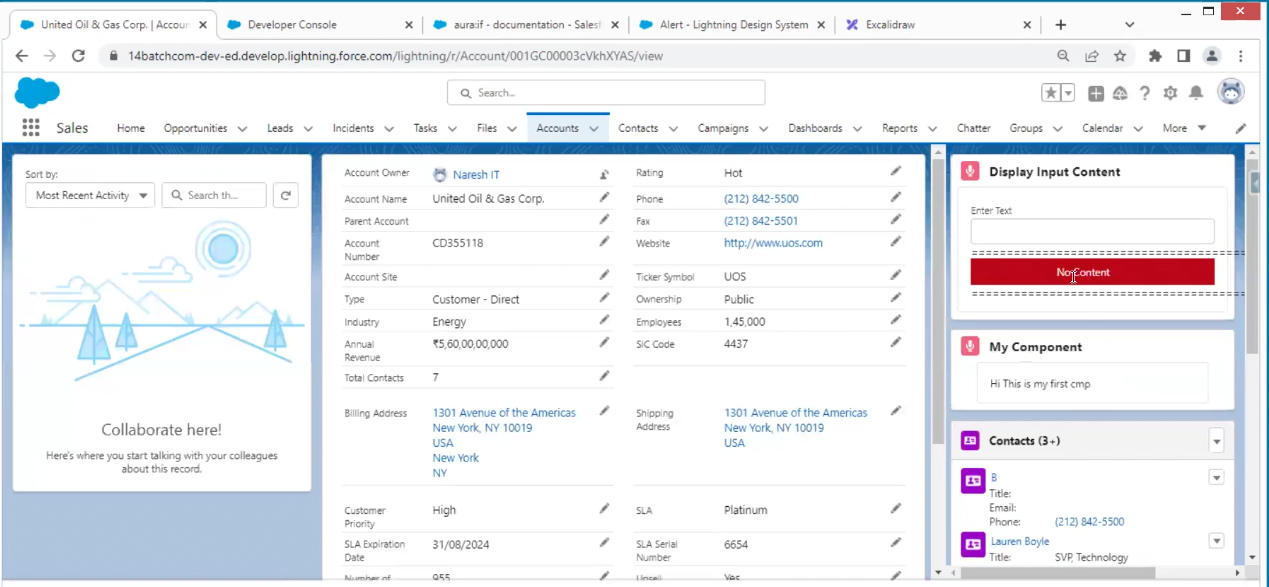 United Oil & Gas Corp. | Accoun
Developer Console
aura:if - documentation - Salesf
Alert - Lightning Design System
Excalidraw
14batchcom-dev-ed.develop.lightning.force.com/lightning/r/Account/001GC00003cVkhXYAS/view
Search...
Sales Home Opportunities Leads Incidents Tasks Files Accounts Contacts Campaigns Dashboards Reports Chatter Groups Calendar More
Sort by:
Most Recent Activity
Search th...
Collaborate here!
Here's where you start talking with your colleagues
about this record.
Account Owner Naresh IT
Account Name United Oil & Gas Corp.
Parent Account
Account
Number
CD355118
Account Site
Type Customer - Direct
Industry Energy
Annual
Revenue
₹5,60,00,00,000
Total Contacts 7
Billing Address
1301 Avenue of the Americas
New York, NY 10019
USA
New York
NY
Customer
Priority
High
SLA Expiration
Date
31/08/2024
Number of 955
Rating Hot
Phone (212) 842-5500
Fax (212) 842-5501
Website http://www.uos.com
Ticker Symbol UOS
Ownership Public
Employees 1,45,000
SIC Code 4437
Shipping
Address
1301 Avenue of the Americas
New York, NY 10019
USA
SLA Platinum
SLA Serial
Number
6654
Upsell Yes
Display Input Content
Enter Text
No Content
My Component
Hi This is my first cmp
Contacts (3+)
B
Title:
Email:
Phone: (212) 842-5500
Lauren Boyle
Title: SVP, Technology